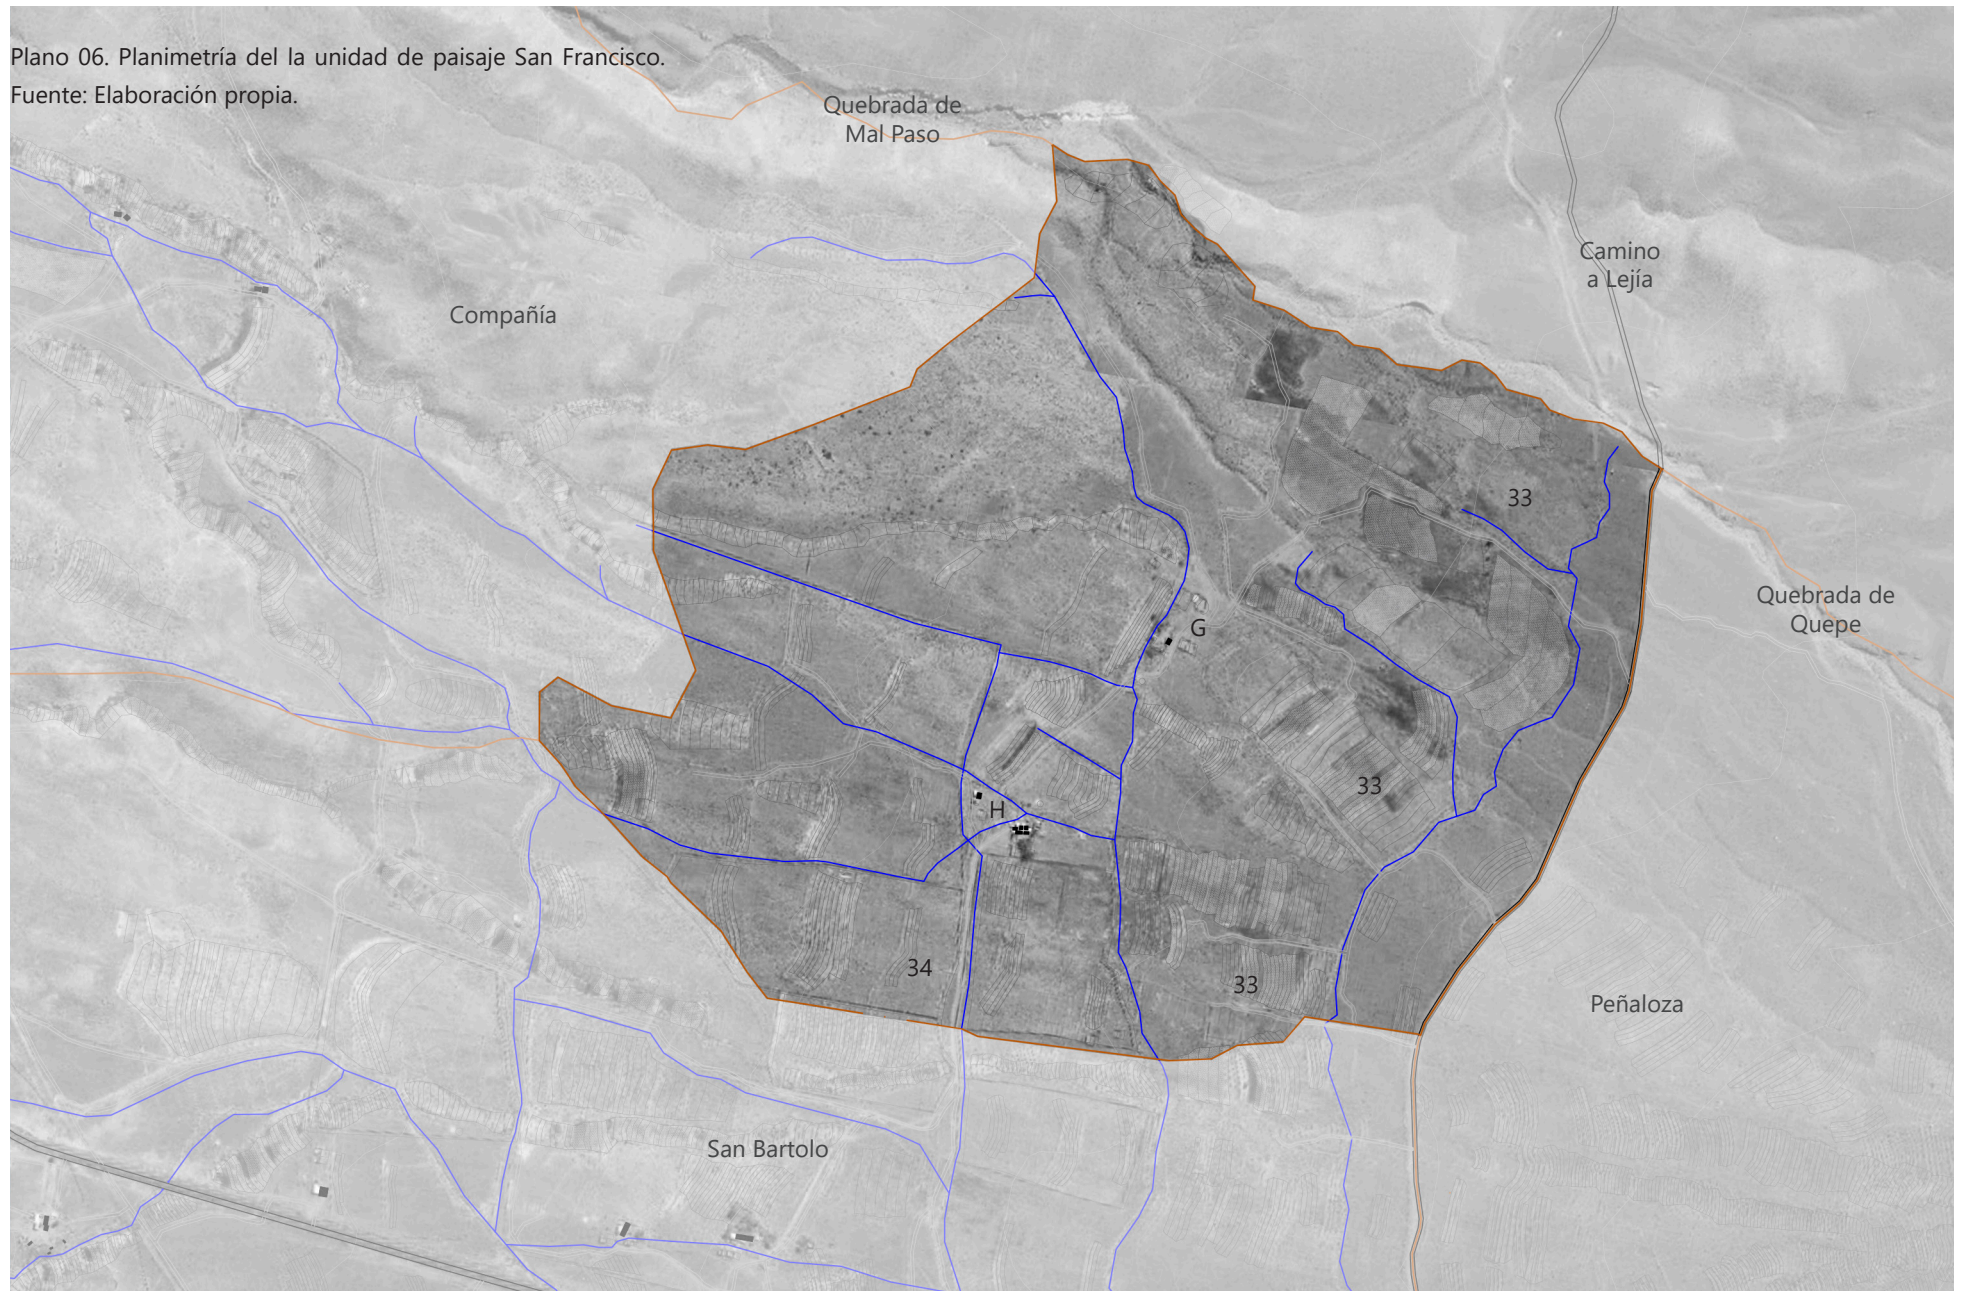 Plano 06. Planimetría del la unidad de paisaje San Francisco.
Fuente: Elaboración propia.
Quebrada de
Mal Paso
Camino
a Lejía
Compañía
33
Quebrada de
Quepe
G
33
H
34
33
Peñaloza
San Bartolo